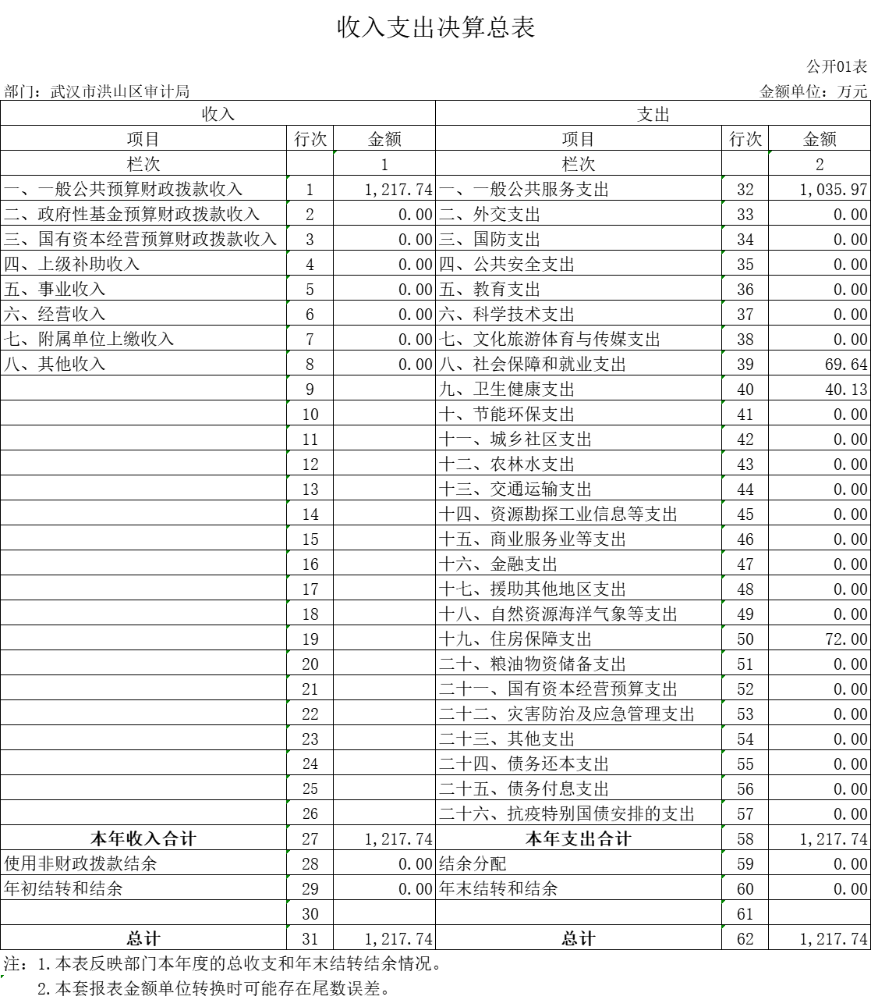 收入支出决算总表
公开01表
部门：武汉市洪山区审计局 金额单位：万元
收入 支出
项目 行次 金额 项目 行次 金额
栏次 1 栏次 2
一、一般公共预算财政拨款收入 1 1,217.74 一、一般公共服务支出 32 1,035.97
二、政府性基金预算财政拨款收入 2 0.00 二、外交支出 33 0.00
三、国有资本经营预算财政拨款收入 3 0.00 三、国防支出 34 0.00
四、上级补助收入 4 0.00 四、公共安全支出 35 0.00
五、事业收入 5 0.00 五、教育支出 36 0.00
六、经营收入 6 0.00 六、科学技术支出 37 0.00
七、附属单位上缴收入 7 0.00 七、文化旅游体育与传媒支出 38 0.00
八、其他收入 8 0.00 八、社会保障和就业支出 39 69.64
9 九、卫生健康支出 40 40.13
10 十、节能环保支出 41 0.00
11 十一、城乡社区支出 42 0.00
12 十二、农林水支出 43 0.00
13 十三、交通运输支出 44 0.00
14 十四、资源勘探工业信息等支出 45 0.00
15 十五、商业服务业等支出 46 0.00
16 十六、金融支出 47 0.00
17 十七、援助其他地区支出 48 0.00
18 十八、自然资源海洋气象等支出 49 0.00
19 十九、住房保障支出 50 72.00
20 二十、粮油物资储备支出 51 0.00
21 二十一、国有资本经营预算支出 52 0.00
22 二十二、灾害防治及应急管理支出 53 0.00
23 二十三、其他支出 54 0.00
24 二十四、债务还本支出 55 0.00
25 二十五、债务付息支出 56 0.00
26 二十六、抗疫特别国债安排的支出 57 0.00
本年收入合计 27 1,217.74 本年支出合计 58 1,217.74
使用非财政拨款结余 28 0.00 结余分配 59 0.00
年初结转和结余 29 0.00 年末结转和结余 60 0.00
30 61
总计 31 1,217.74 总计 62 1,217.74
注：1.本表反映部门本年度的总收支和年末结转结余情况。
2.本套报表金额单位转换时可能存在尾数误差。